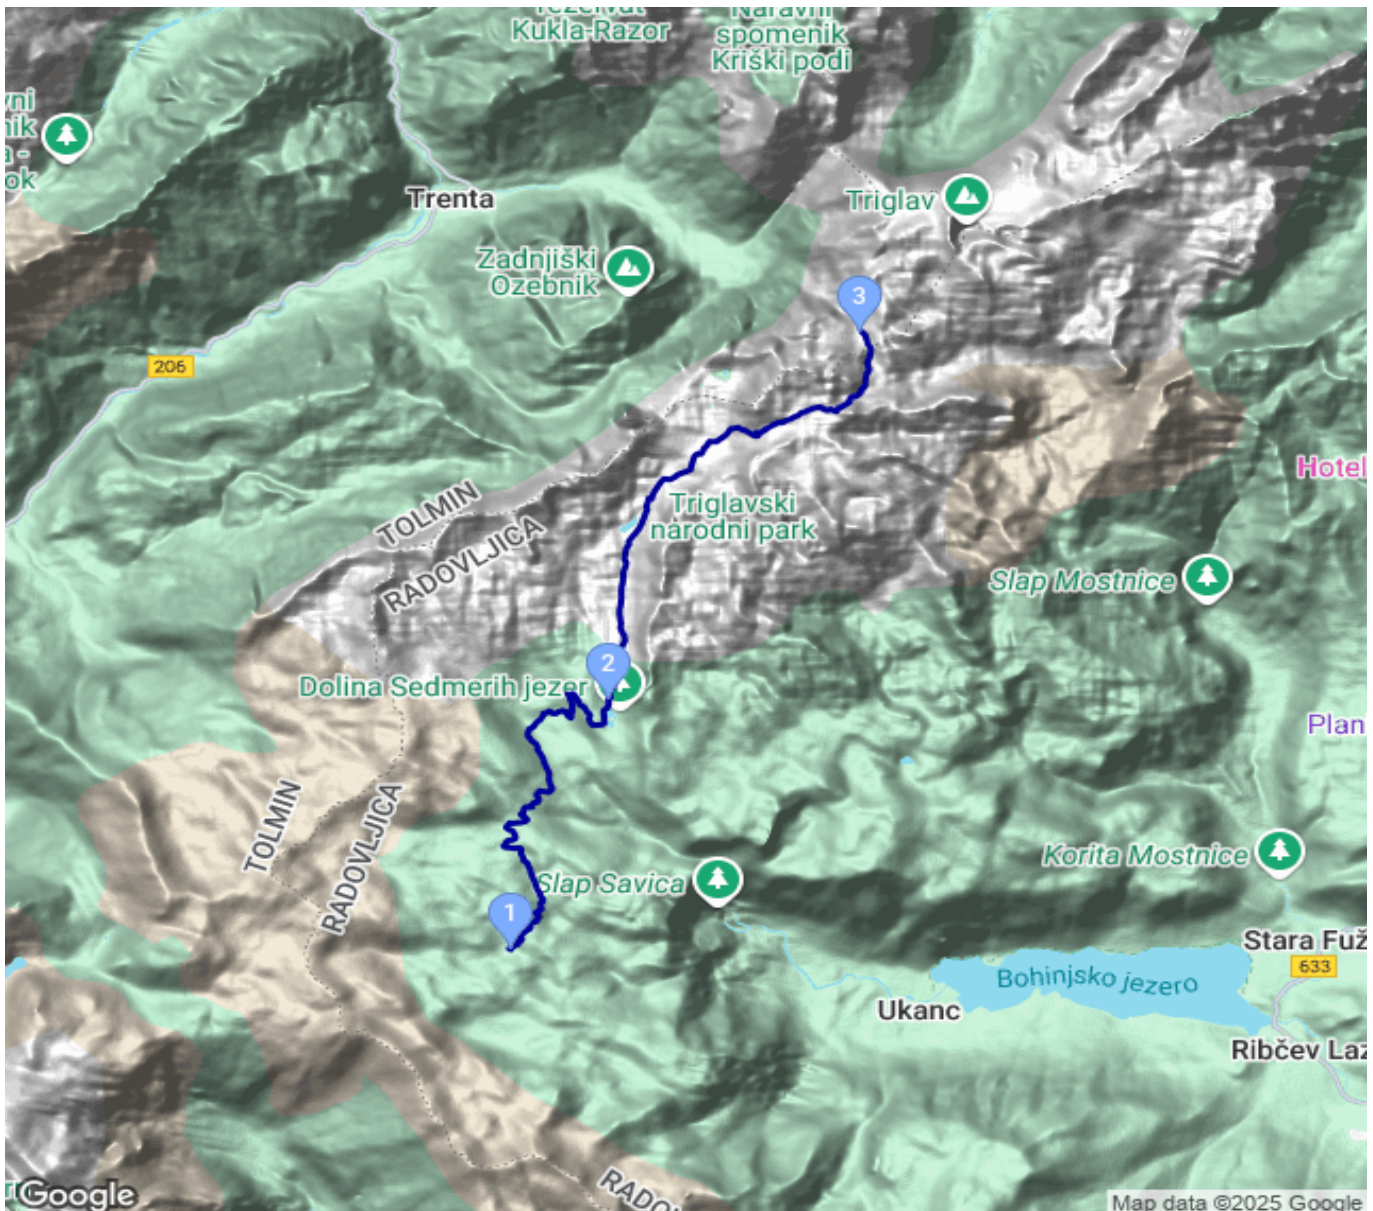 Kukla-Razor
Naravni
spomenik
Kriški podi
Trenta
Triglav
Zadnjiški
Ozebnik
3
206
Hotel
TOLMIN
RADOVLJICA
Triglavski
narodni park
Slap Mostnice
2
Dolina Sedmerih jezer
Plan
TOLMIN
RADOVLJICA
Korita Mostnice
Slap Savica
1
Stara Fuž
633
Bohinjsko jezero
Ukanc
Ribčev Laz
RADO
Google
Map data ©2025 Google